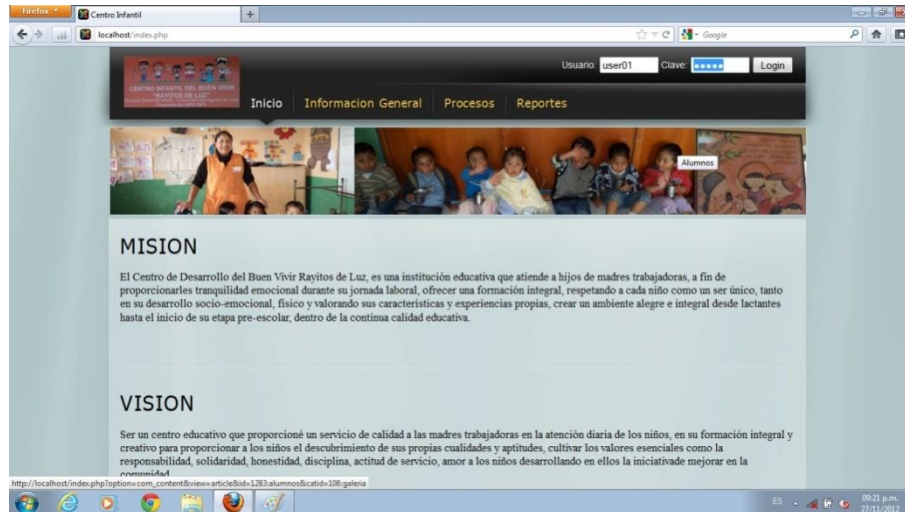 Firefox
Centro Infantil
localhost/index.php
Google
CENTRO INFANTIL DEL BUEN VIVIR
"RAYITOS DE LUZ"
Usuario: user01 Clave: Login
Inicio Informacion General Procesos Reportes
Alumnos
MISION
El Centro de Desarrollo del Buen Vivir Rayitos de Luz, es una institución educativa que atiende a hijos de madres trabajadoras, a fin de
proporcionarles tranquilidad emocional durante su jornada laboral, ofrecer una formación integral, respetando a cada niño como un ser único, tanto
en su desarrollo socio-emocional, físico y valorando sus características y experiencias propias, crear un ambiente alegre e integral desde lactantes
hasta el inicio de su etapa pre-escolar, dentro de la continua calidad educativa.
VISION
Ser un centro educativo que proporcioné un servicio de calidad a las madres trabajadoras en la atención diaria de los niños, en su formación integral y
creativo para proporcionar a los niños el descubrimiento de sus propias cualidades y aptitudes, cultivar los valores esenciales como la
responsabilidad, solidaridad, honestidad, disciplina, actitud de servicio, amor a los niños desarrollando en ellos la iniciativade mejorar en la
comunidad
http://localhost/index.php?option=com_content&view=article&id=1283:alumnos&catid=108:galeria
ES
09:21 p.m.
27/11/2012